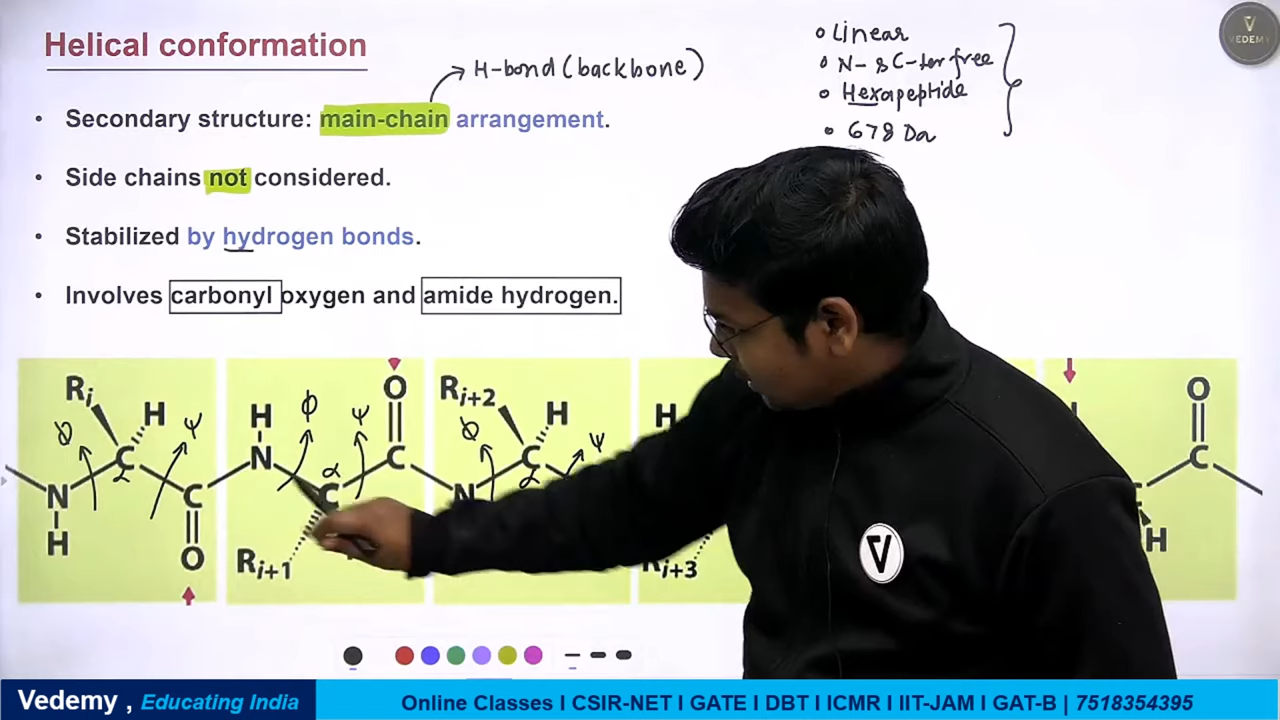 Helical conformation
H-bond (backbone)
• Linear
• N- & C-ter free
• Hexapeptide
• 678 Da
VEDEMY
• Secondary structure: main-chain arrangement.
• Side chains not considered.
• Stabilized by hydrogen bonds.
• Involves carbonyl oxygen and amide hydrogen.
Ri H ϕ ψ C α N H C O
H N ϕ ψ α C O C Ri+1
Ri+2 H ϕ ψ C α N
H Ri+3
O C H
Vedemy , Educating India
Online Classes I CSIR-NET I GATE I DBT I ICMR I IIT-JAM I GAT-B | 7518354395